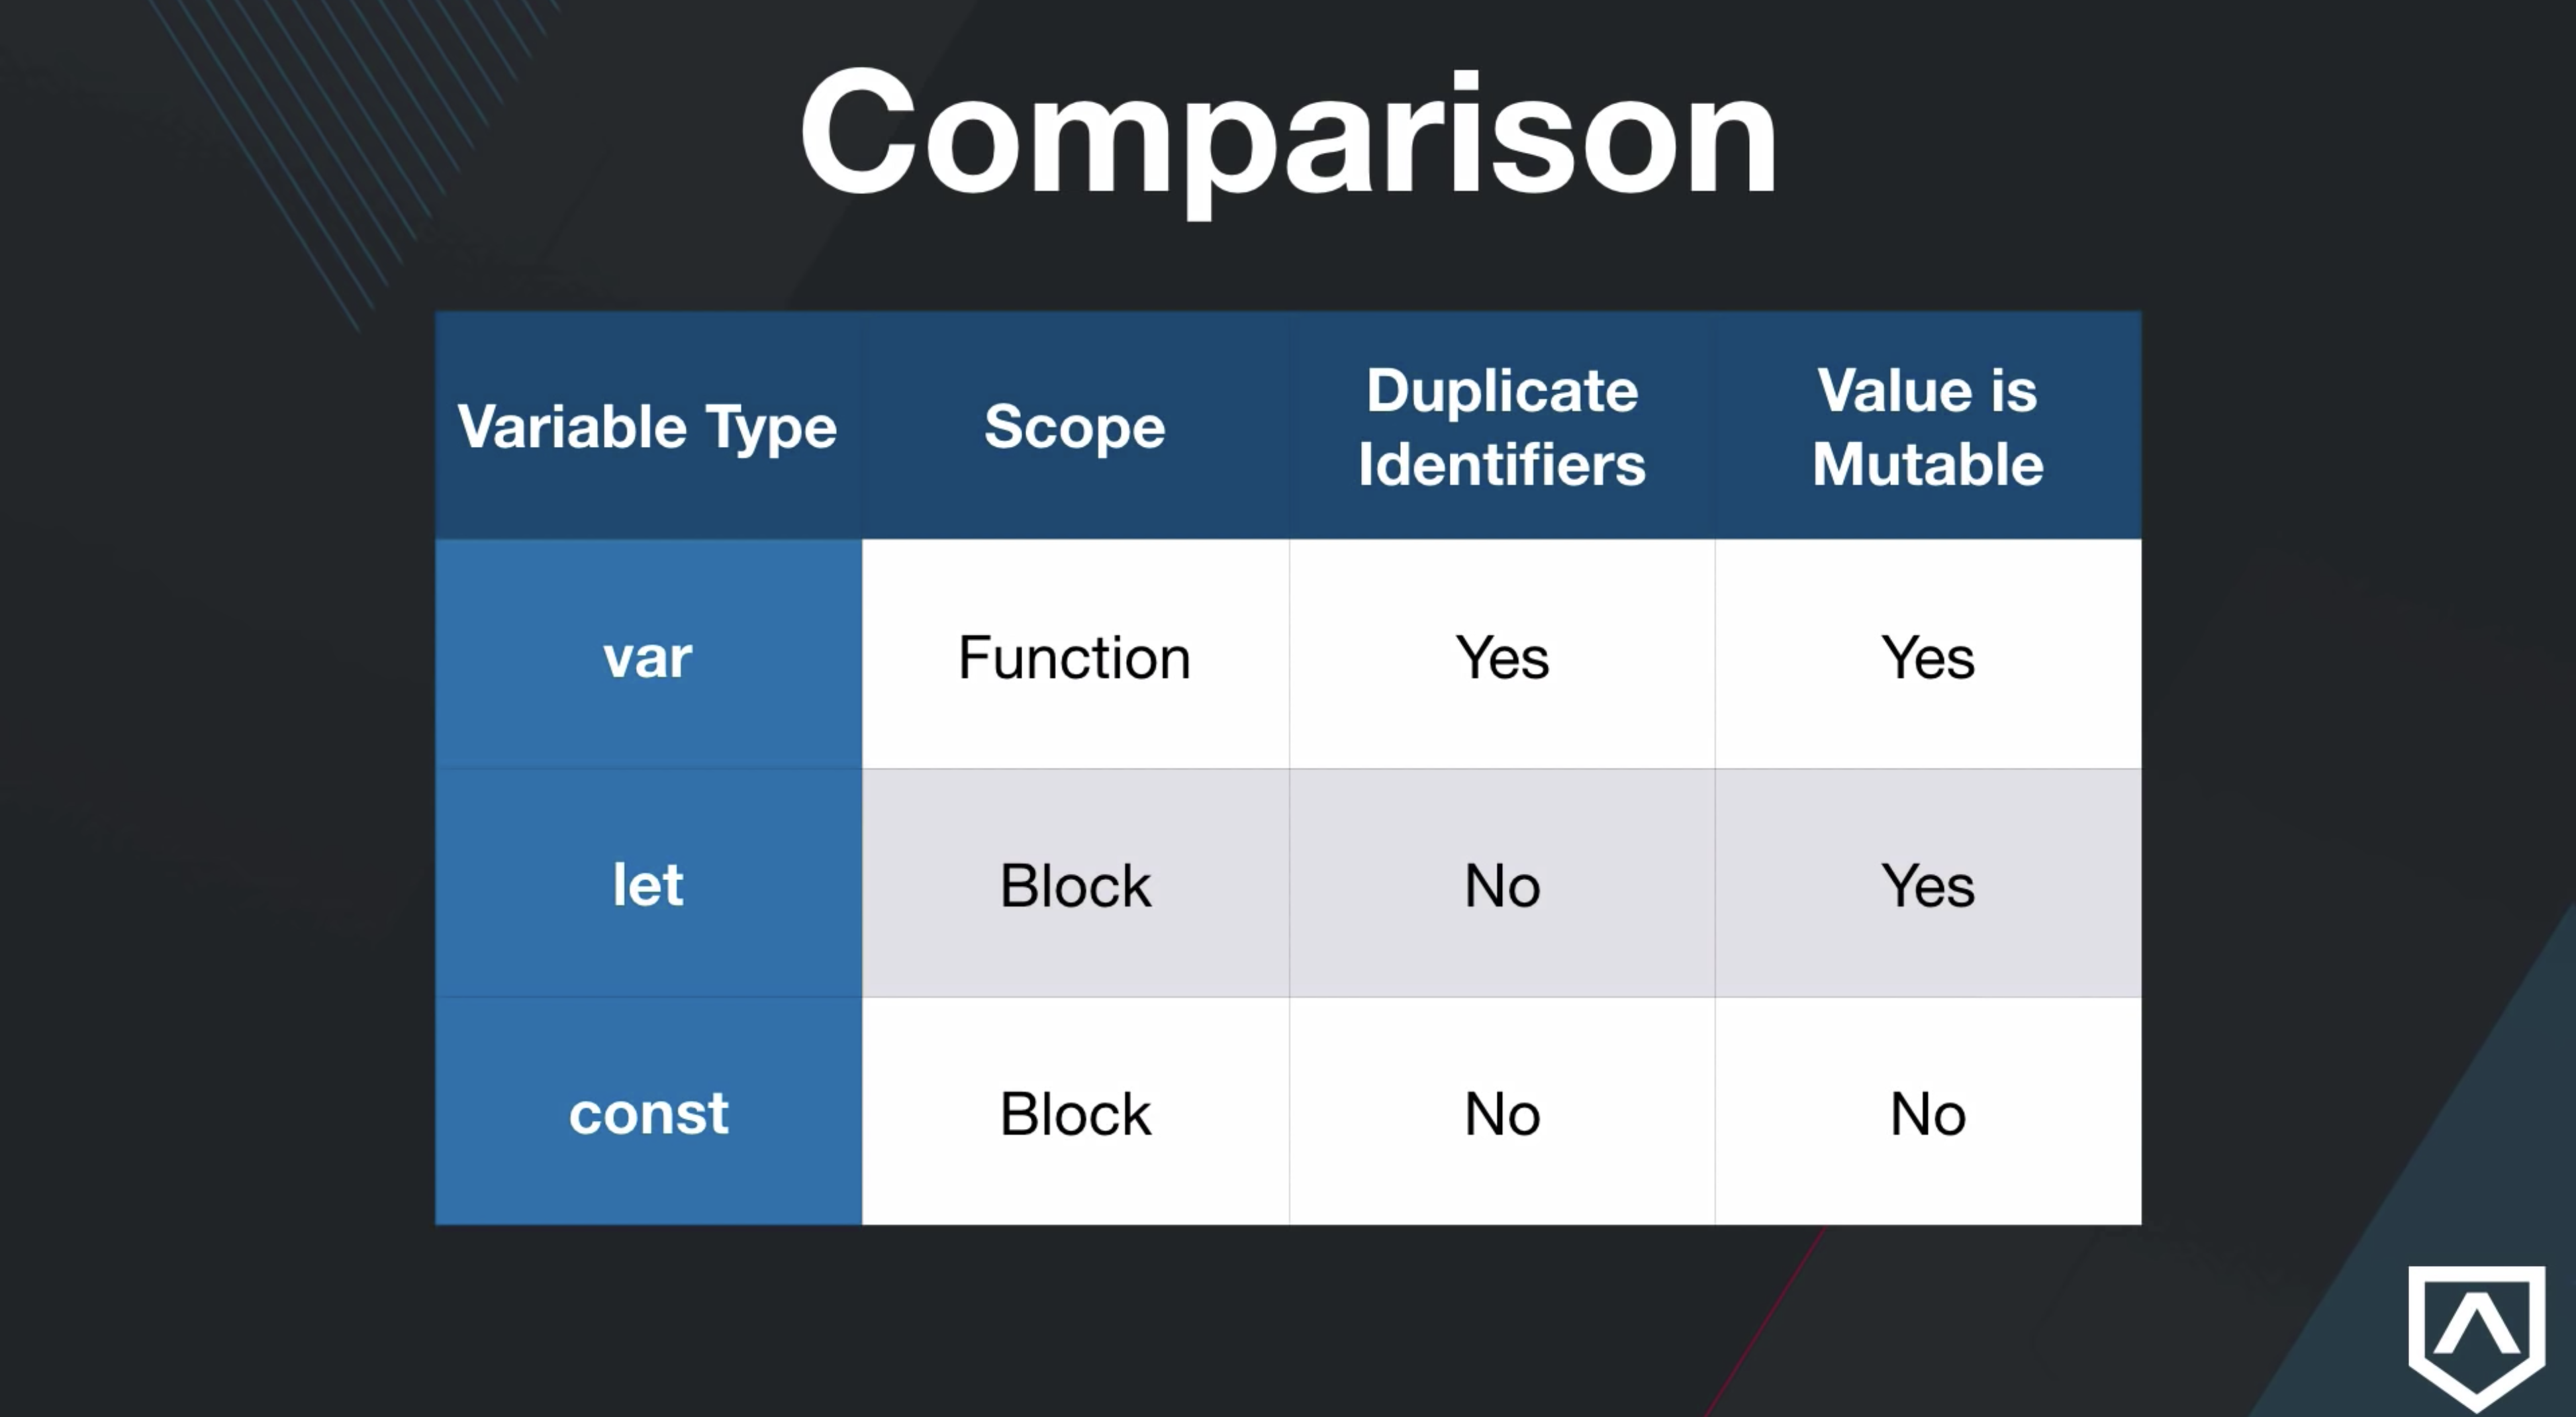 Comparison
Variable Type
Scope
Duplicate
Identifiers
Value is
Mutable
var
Function
Yes
Yes
let
Block
No
Yes
const
Block
No
No